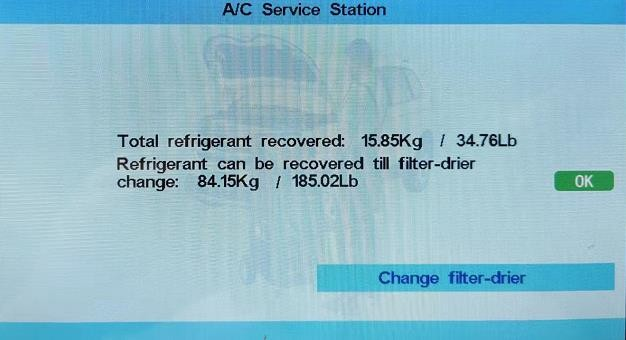 A/C Service Station
Total refrigerant recovered: 15.85Kg / 34.76Lb
Refrigerant can be recovered till filter-drier
change: 84.15Kg / 185.02Lb
OK
Change filter-drier